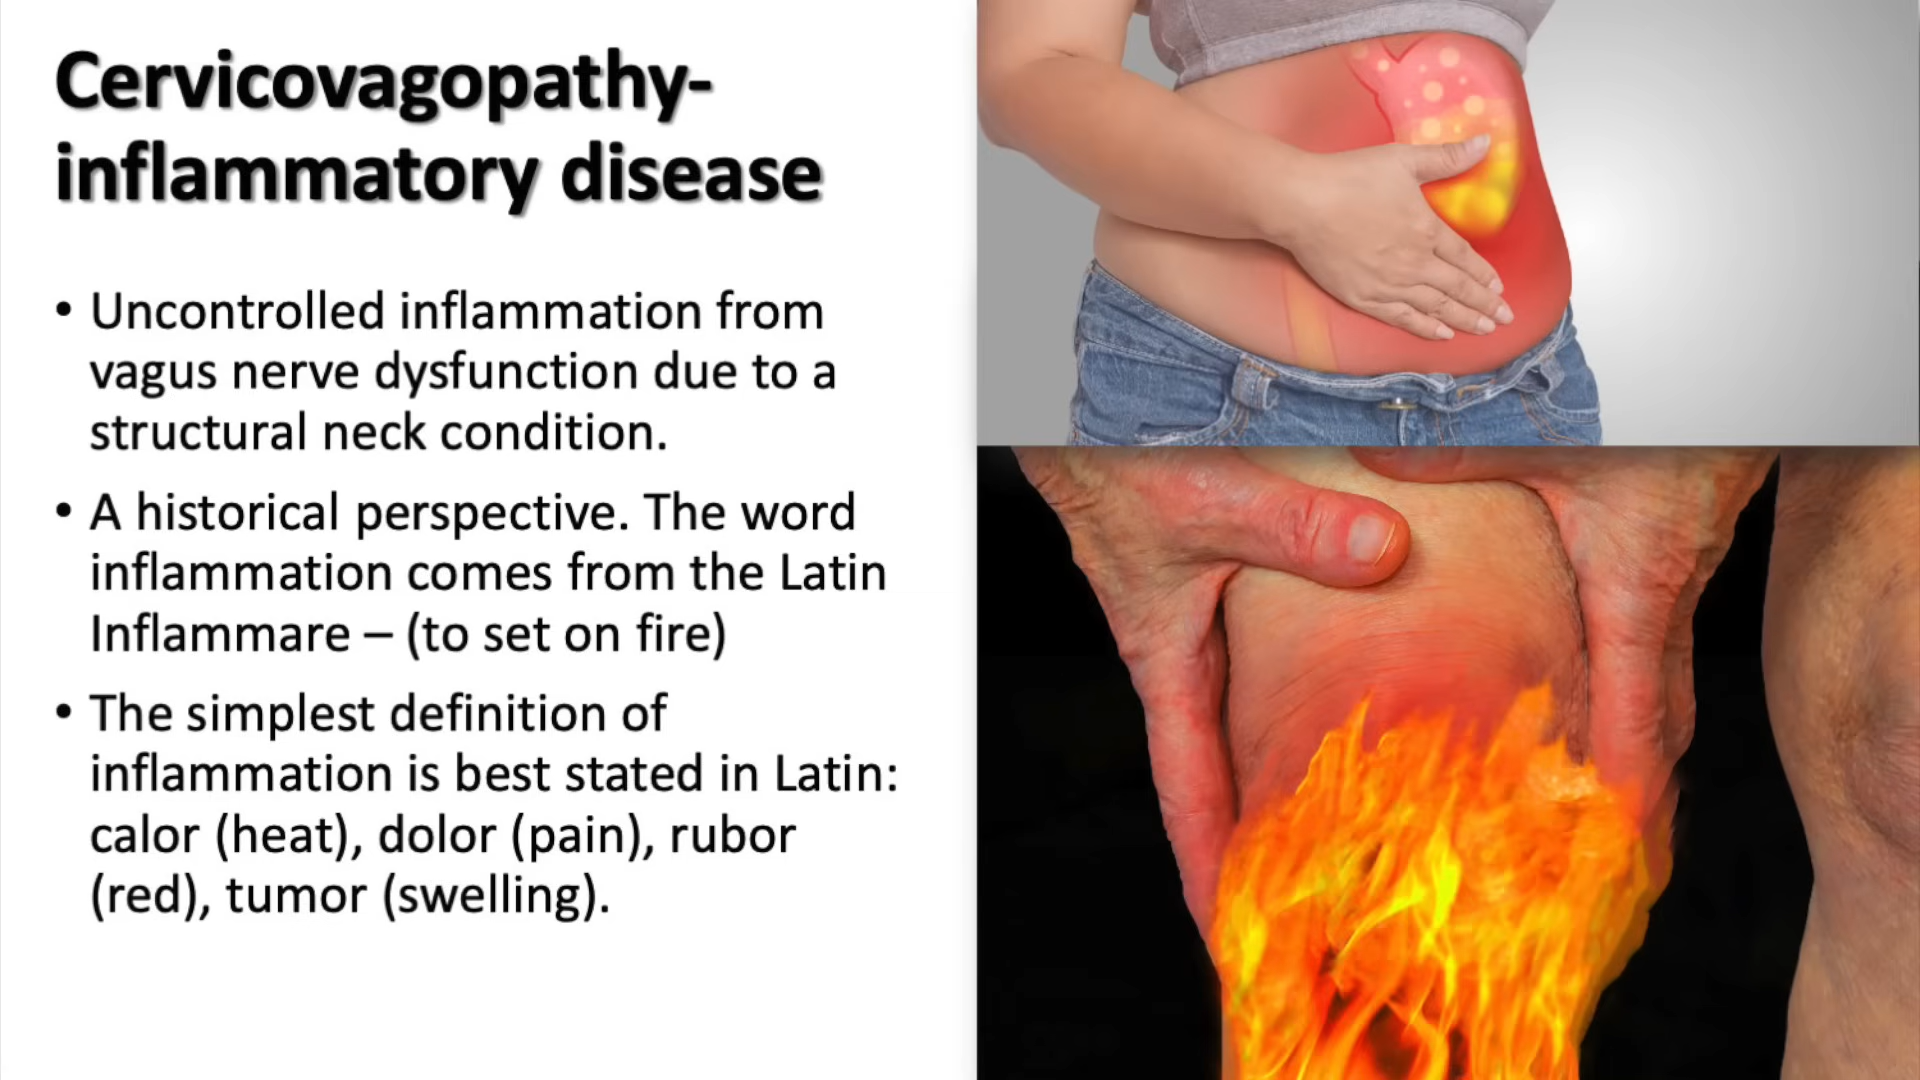 Cervicovagopathy-
inflammatory disease
• Uncontrolled inflammation from
vagus nerve dysfunction due to a
structural neck condition.
• A historical perspective. The word
inflammation comes from the Latin
Inflammare – (to set on fire)
• The simplest definition of
inflammation is best stated in Latin:
calor (heat), dolor (pain), rubor
(red), tumor (swelling).